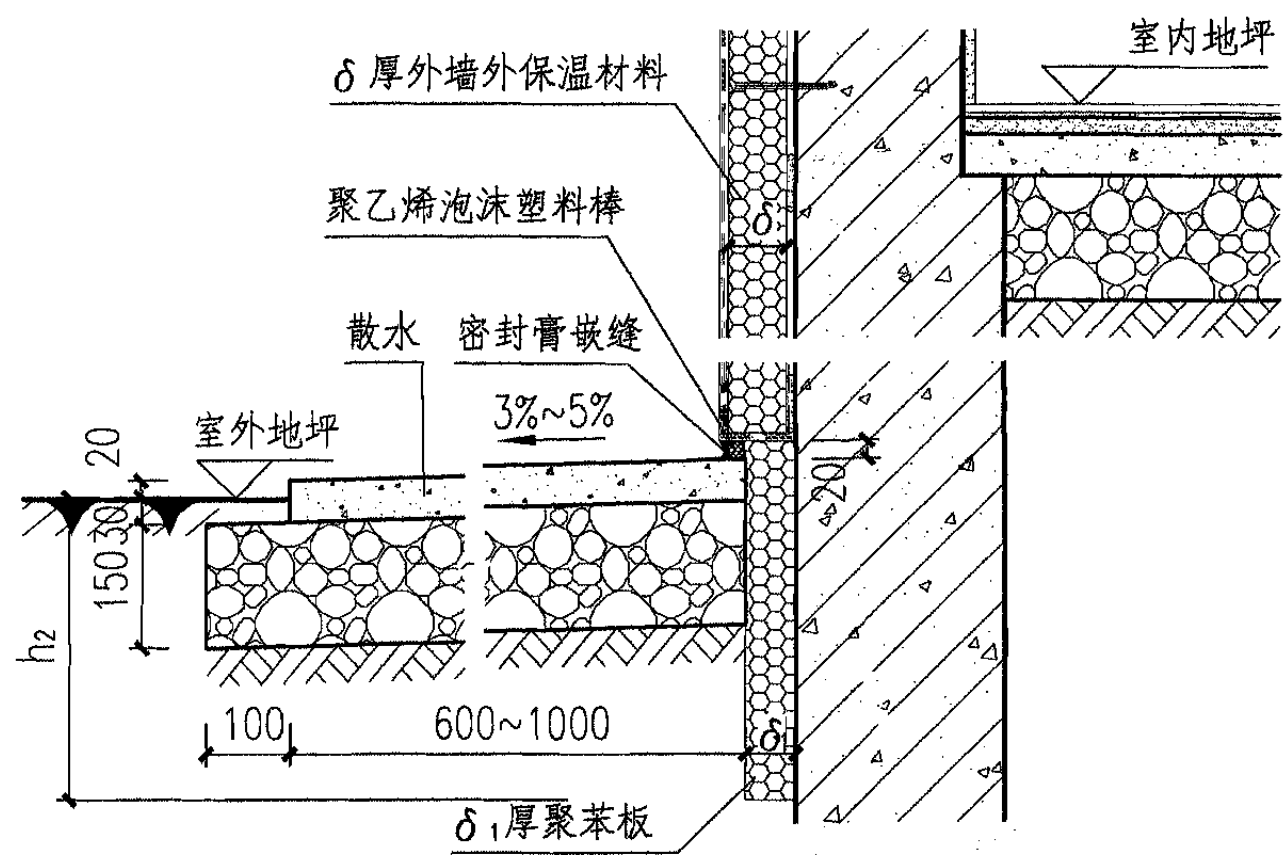 室内地坪
δ厚外墙外保温材料
聚乙烯泡沫塑料棒
δ
散水
密封膏嵌缝
3%~5%
室外地坪
20
20
30
150
h₂
100
600~1000
δ₁
δ₁厚聚苯板